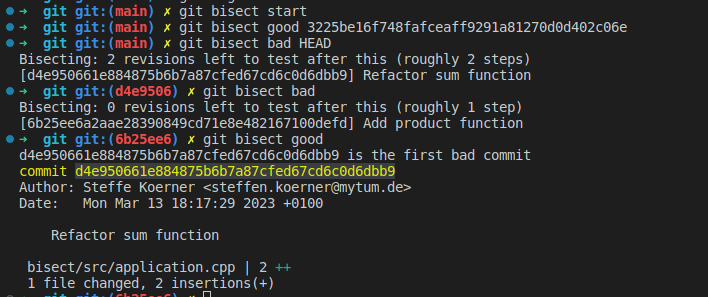 ➜ git git:(main) ✗ git bisect start
➜ git git:(main) ✗ git bisect good 3225be16f748fafceaff9291a81270d0d402c06e
➜ git git:(main) ✗ git bisect bad HEAD
Bisecting: 2 revisions left to test after this (roughly 2 steps)
[d4e950661e884875b6b7a87cfed67cd6c0d6dbb9] Refactor sum function
➜ git git:(d4e9506) ✗ git bisect bad
Bisecting: 0 revisions left to test after this (roughly 1 step)
[6b25ee6a2aae28390849cd71e8e482167100defd] Add product function
➜ git git:(6b25ee6) ✗ git bisect good
d4e950661e884875b6b7a87cfed67cd6c0d6dbb9 is the first bad commit
commit d4e950661e884875b6b7a87cfed67cd6c0d6dbb9
Author: Steffe Koerner <steffen.koerner@mytum.de>
Date:   Mon Mar 13 18:17:29 2023 +0100
Refactor sum function
bisect/src/application.cpp | 2 ++
1 file changed, 2 insertions(+)
➜ git git:(6b25ee6) ✗